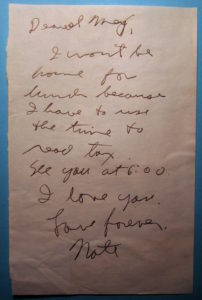 Dearest May,
I won't be
home for
lunch because
I have to use
the time to
read tax.
See you at 6:00
I love you.
Love forever.
Nate